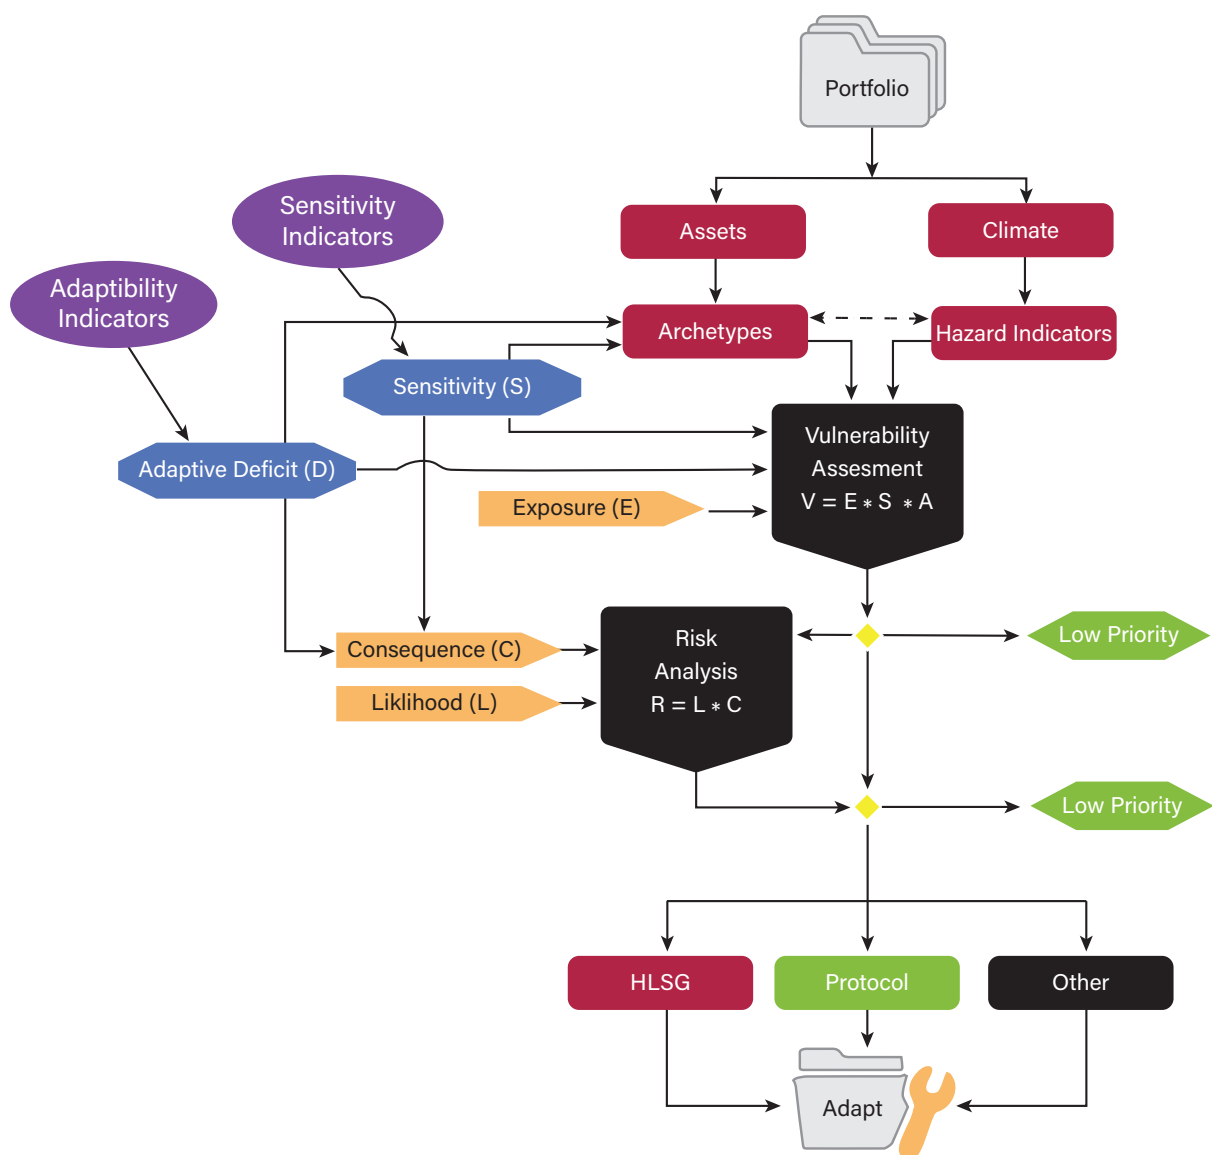 Portfolio
Sensitivity
Indicators
Assets
Climate
Adaptibility
Indicators
Archetypes
Hazard Indicators
Sensitivity (S)
Vulnerability
Assesment
V = E * S * A
Adaptive Deficit (D)
Exposure (E)
Risk
Analysis
R = L * C
Low Priority
Consequence (C)
Liklihood (L)
Low Priority
HLSG
Protocol
Other
Adapt